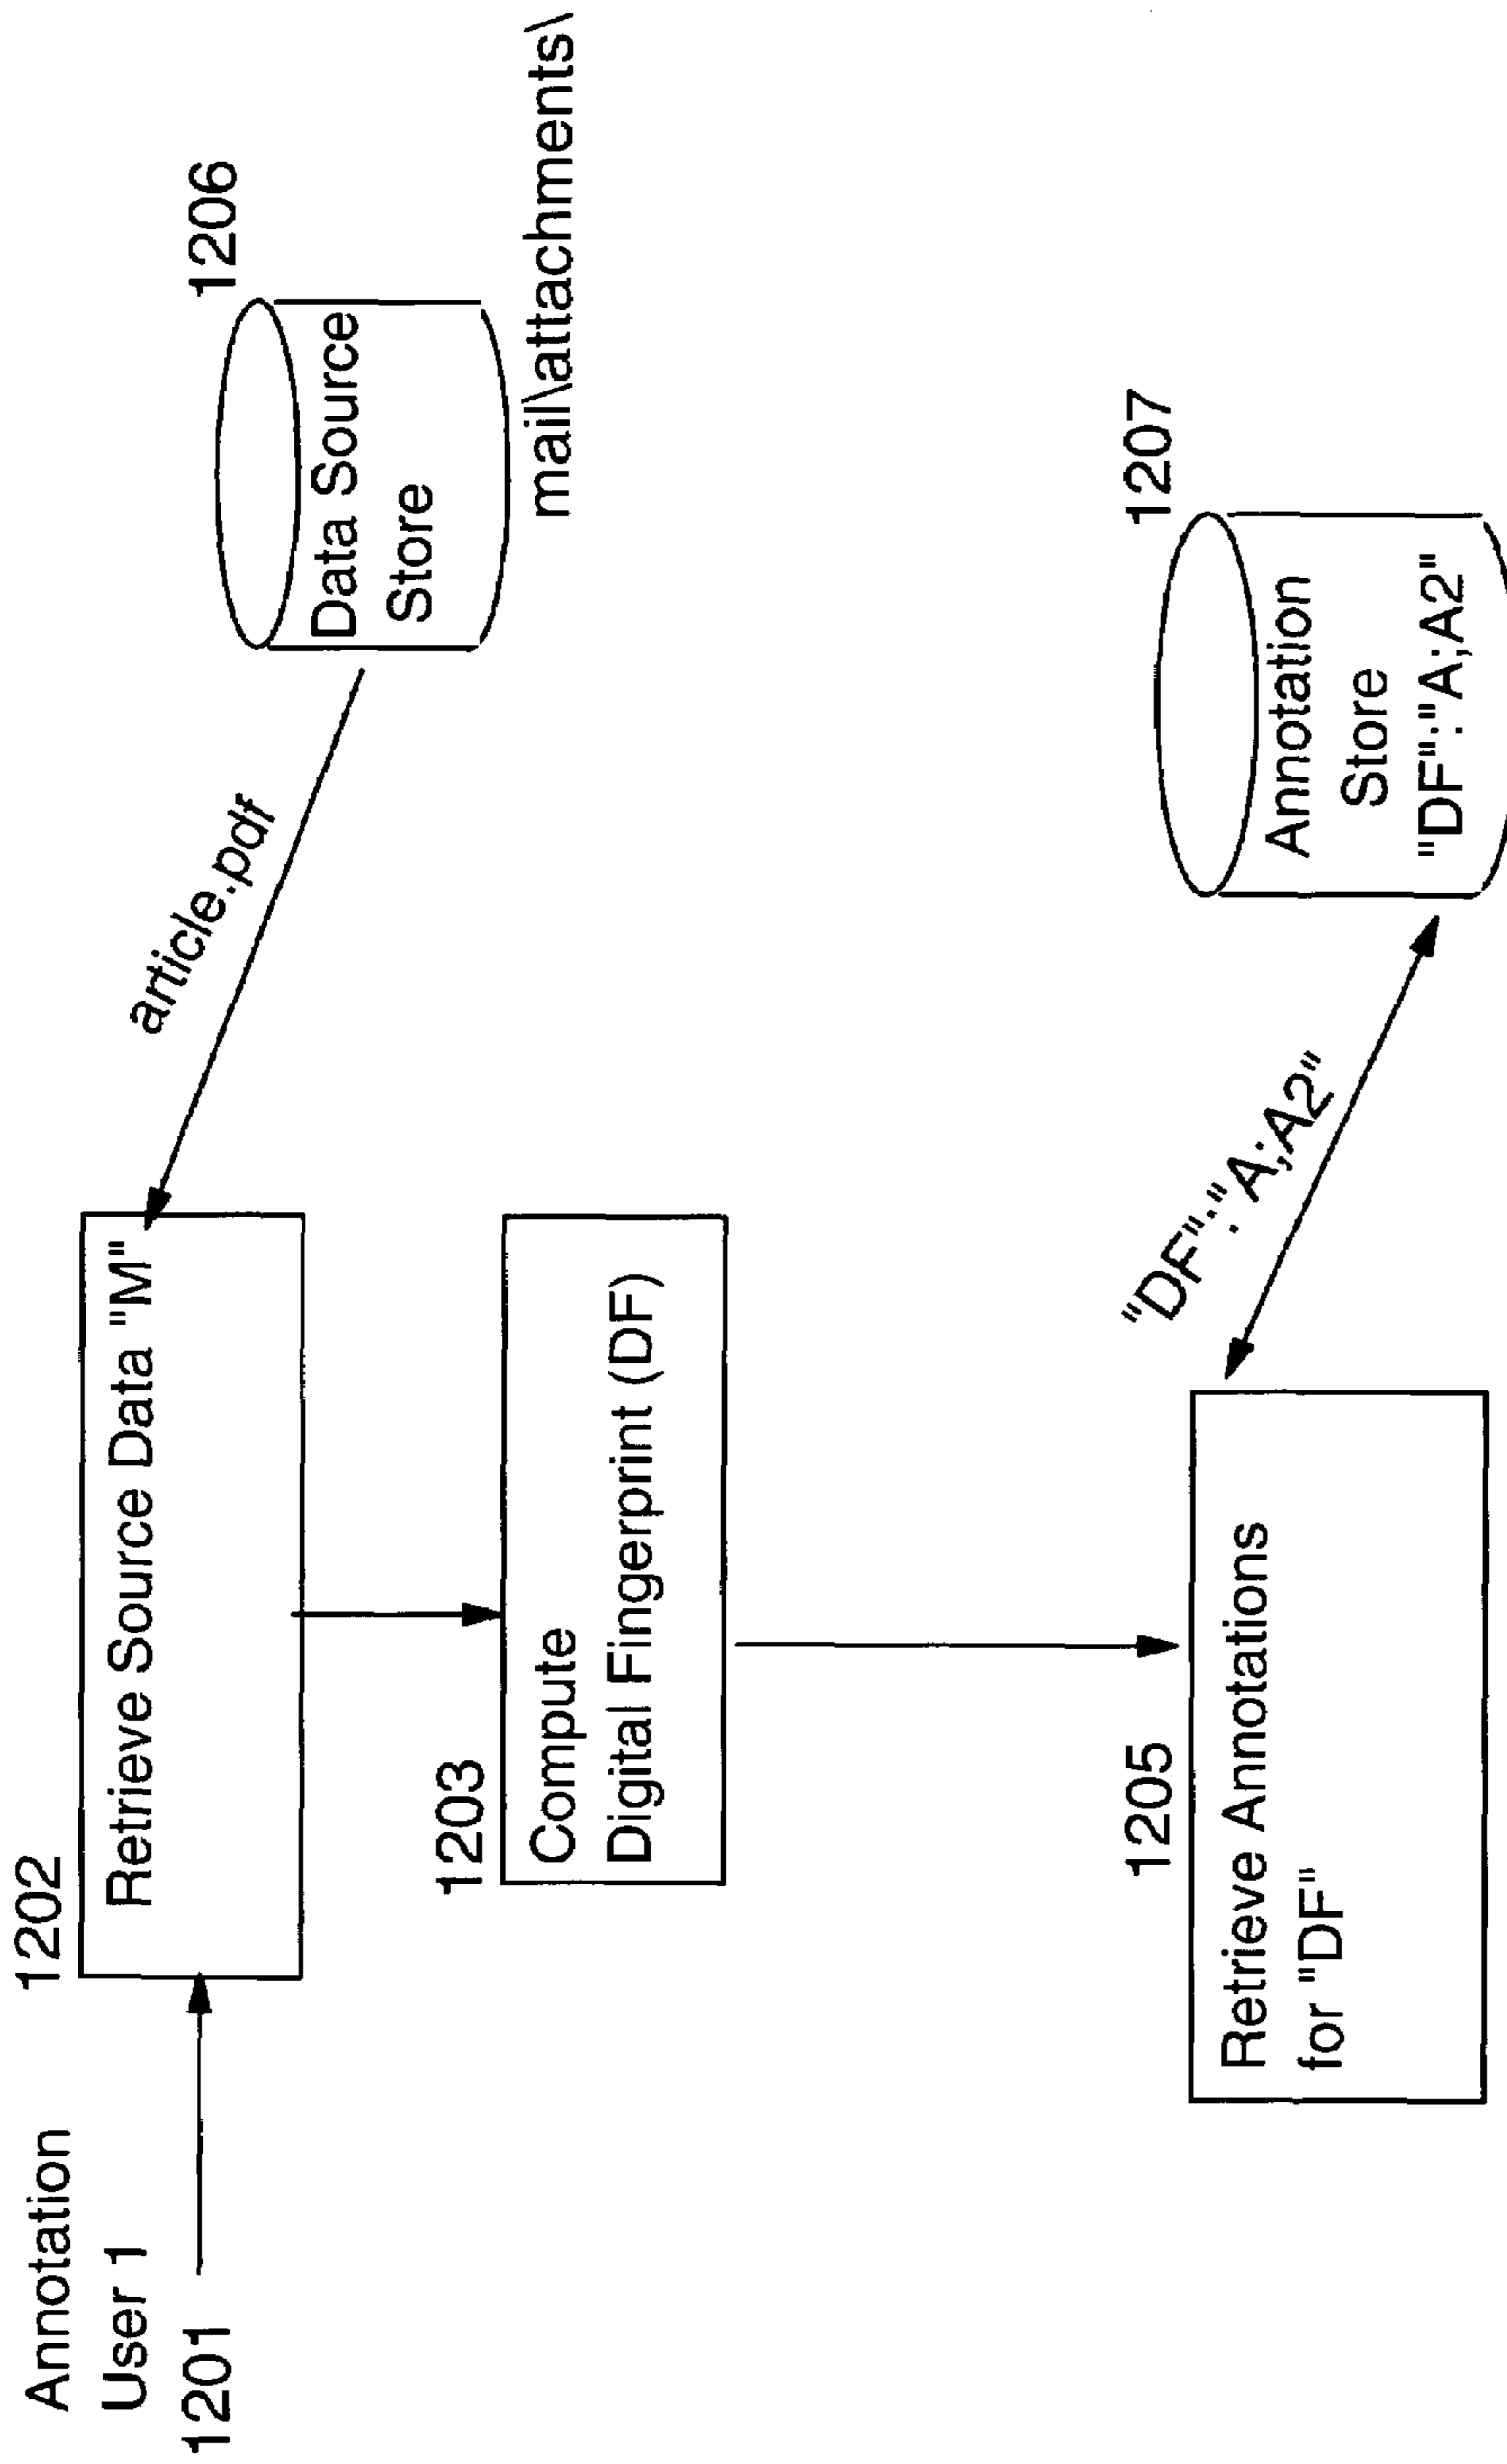 Annotation
User 1
1201
1202
Retrieve Source Data "M"
article.pdf
1206
Data Source
Store
mail\attachments\
1203
Compute
Digital Fingerprint (DF)
1205
Retrieve Annotations
for "DF"
"DF":"A;A2"
1207
Annotation
Store
"DF":"A;A2"